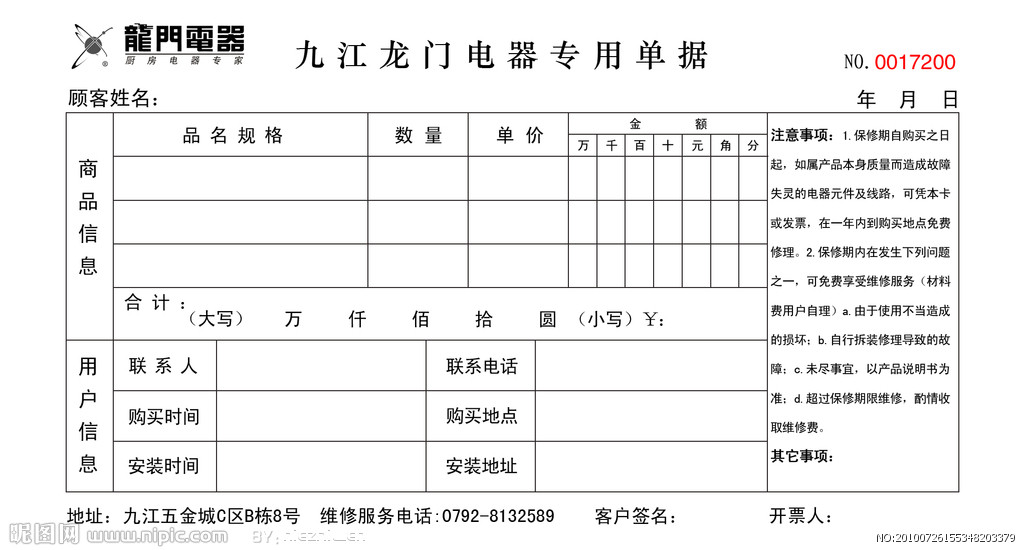 龍門電器
厨房电器专家
®
九江龙门电器专用单据
NO.0017200
顾客姓名：
年 月 日
商品信息
品名规格 数量 单价 金额
万 千 百 十 元 角 分
合计：
（大写） 万 仟 佰 拾 圆 （小写）￥：
用户信息
联系人 联系电话
购买时间 购买地点
安装时间 安装地址
注意事项：1.保修期自购买之日
起，如属产品本身质量而造成故障
失灵的电器元件及线路，可凭本卡
或发票，在一年内到购买地点免费
修理。2.保修期内在发生下列问题
之一，可免费享受维修服务（材料
费用户自理）a.由于使用不当造成
的损坏；b.自行拆装修理导致的故
障；c.未尽事宜，以产品说明书为
准；d.超过保修期限维修，酌情收
取维修费。
其它事项：
地址：九江五金城C区B栋8号 维修服务电话：0792-8132589 客户签名： 开票人：
昵图网 www.nipic.com
NO:20100726155348203379